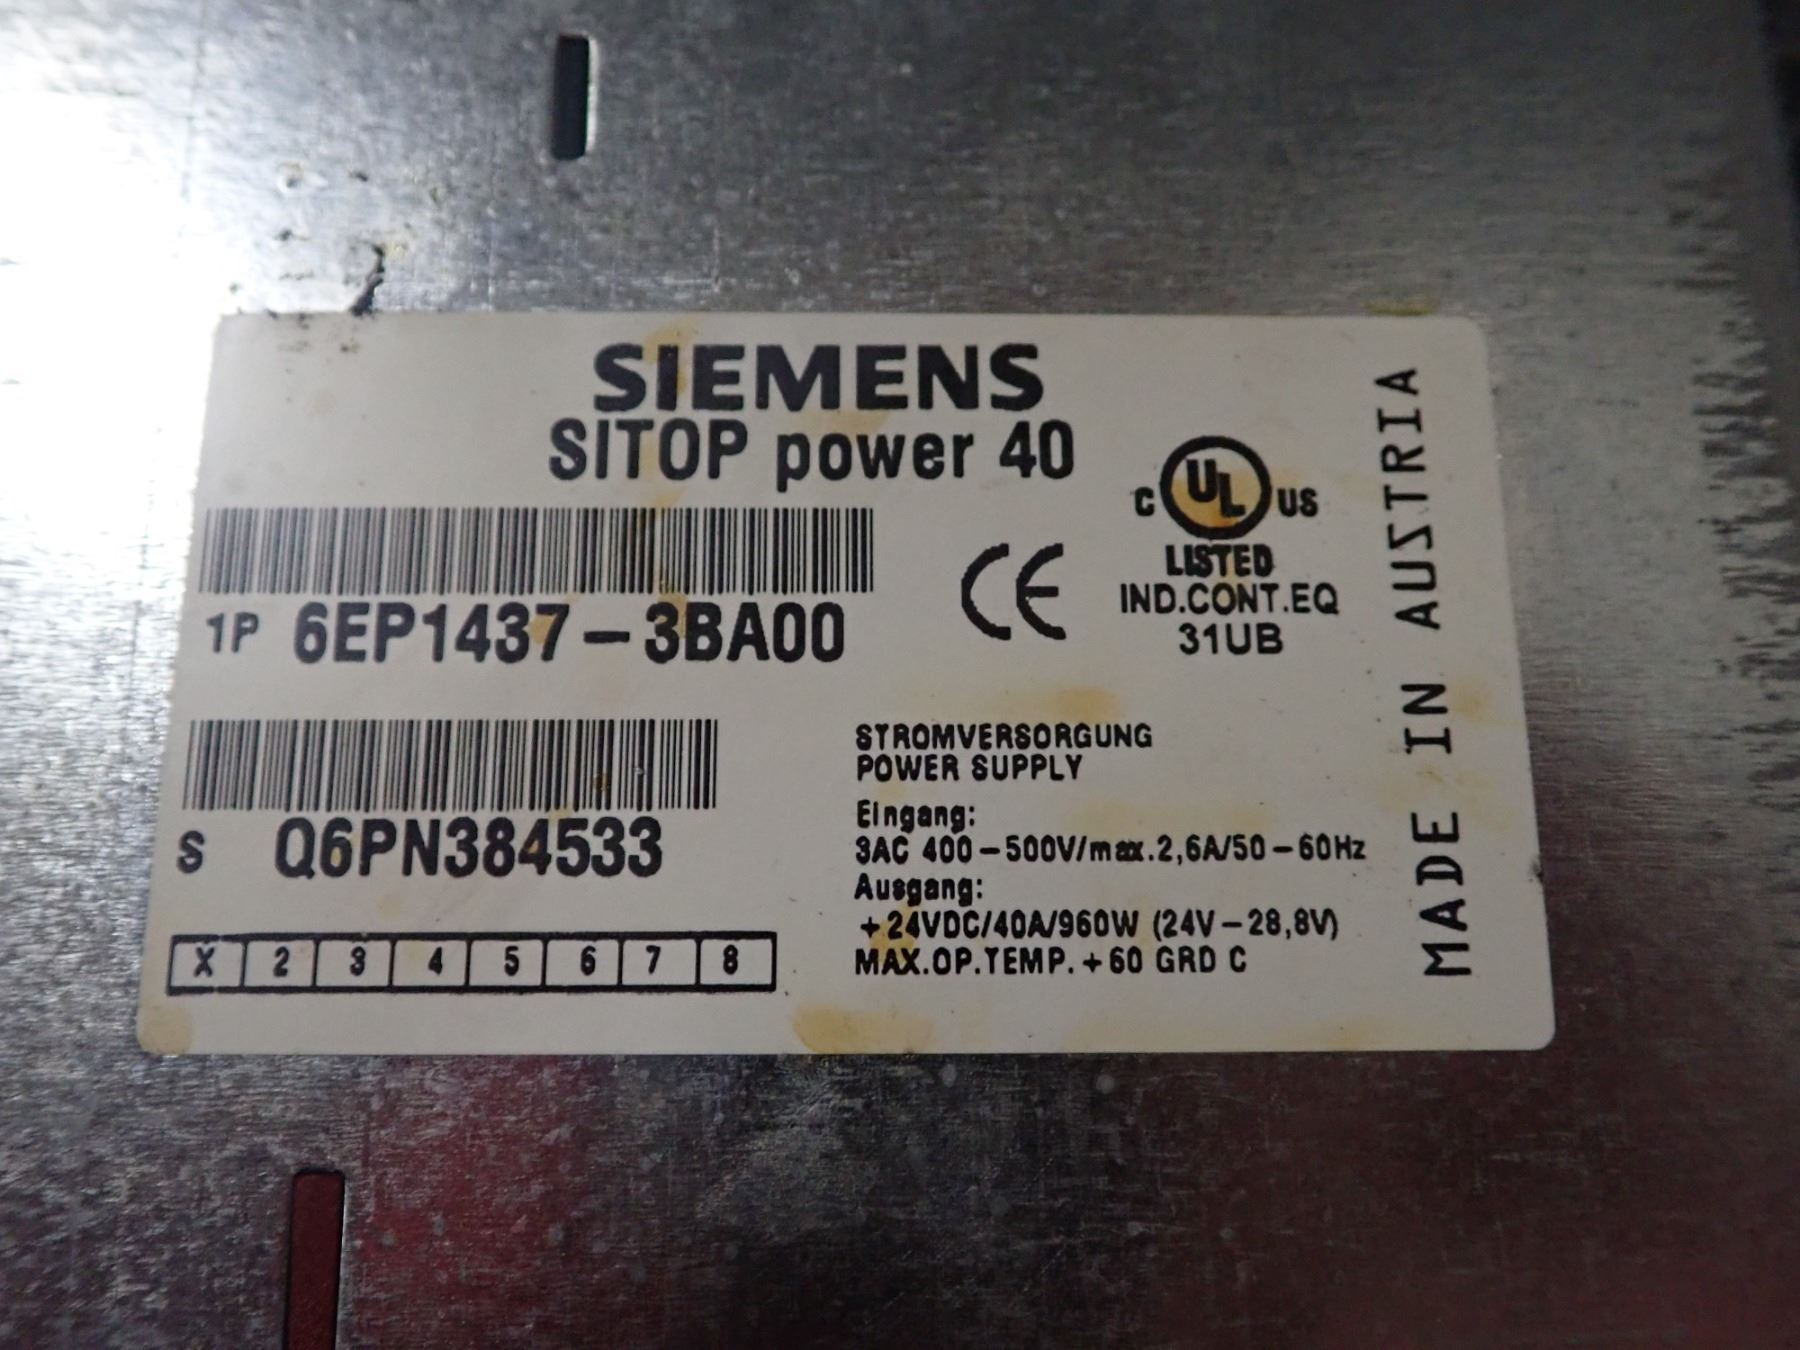 SIEMENS
SITOP power 40
1P 6EP1437-3BA00
C UL US
LISTED
IND.CONT.EQ
31UB
CE
S Q6PN384533
X 2 3 4 5 6 7 8
STROMVERSORGUNG
POWER SUPPLY
Eingang:
3AC 400-500V/max.2,6A/50-60Hz
Ausgang:
+24VDC/40A/960W (24V-28,8V)
MAX.OP.TEMP.+60 GRD C
MADE IN AUSTRIA